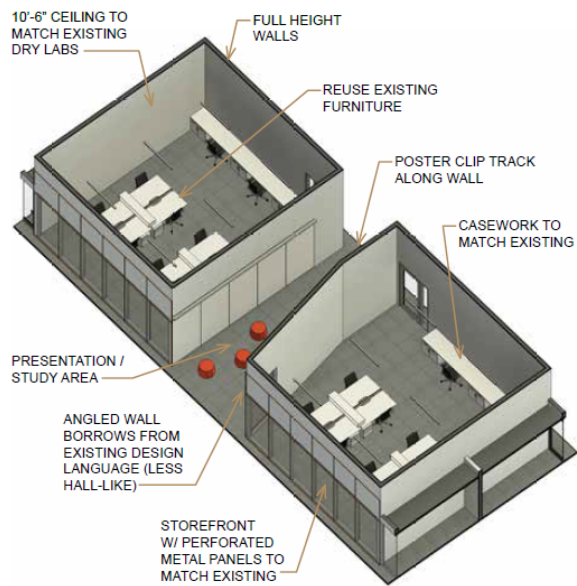 10'-6" CEILING TO
MATCH EXISTING
DRY LABS
FULL HEIGHT
WALLS
REUSE EXISTING
FURNITURE
POSTER CLIP TRACK
ALONG WALL
CASEWORK TO
MATCH EXISTING
PRESENTATION /
STUDY AREA
ANGLED WALL
BORROWS FROM
EXISTING DESIGN
LANGUAGE (LESS
HALL-LIKE)
STOREFRONT
W/ PERFORATED
METAL PANELS TO
MATCH EXISTING